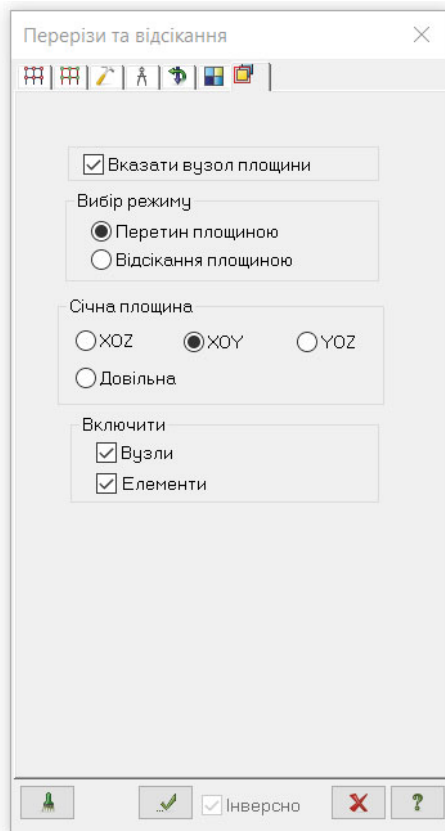 Перерізи та відсікання
Вказати вузол площини
Вибір режиму
Перетин площиною
Відсікання площиною
Січна площина
XOZ XOY YOZ
Довільна
Включити
Вузли
Елементи
Інверсно ?